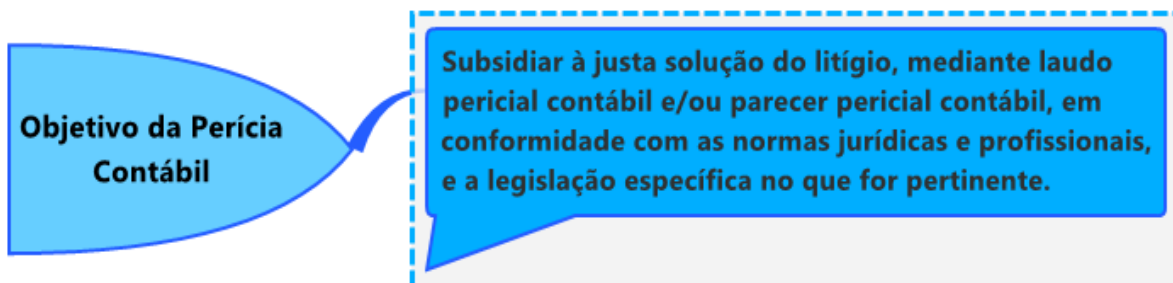 Objetivo da Perícia
Contábil
Subsidiar à justa solução do litígio, mediante laudo
pericial contábil e/ou parecer pericial contábil, em
conformidade com as normas jurídicas e profissionais,
e a legislação específica no que for pertinente.